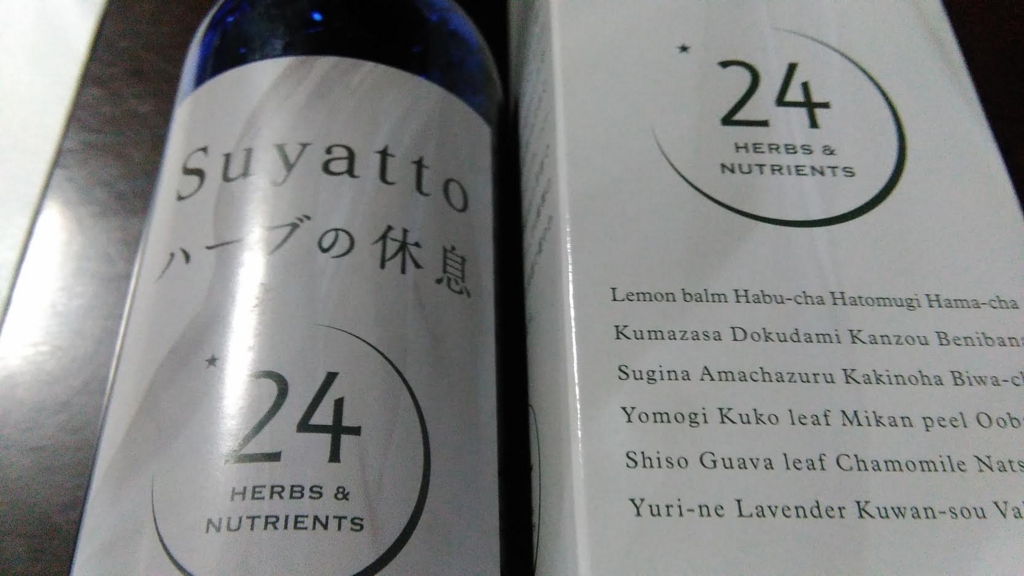 Suyatto
ハーブの休息
24
HERBS &
NUTRIENTS
24
HERBS &
NUTRIENTS
Lemon balm Habu-cha Hatomugi Hama-cha
Kumazasa Dokudami Kanzou Benibana
Sugina Amachazuru Kakinoha
Yomogi Kuko leaf Mikan peel
Shiso Guava leaf Chamomile
Yuri-ne Lavender Kuwan-sou